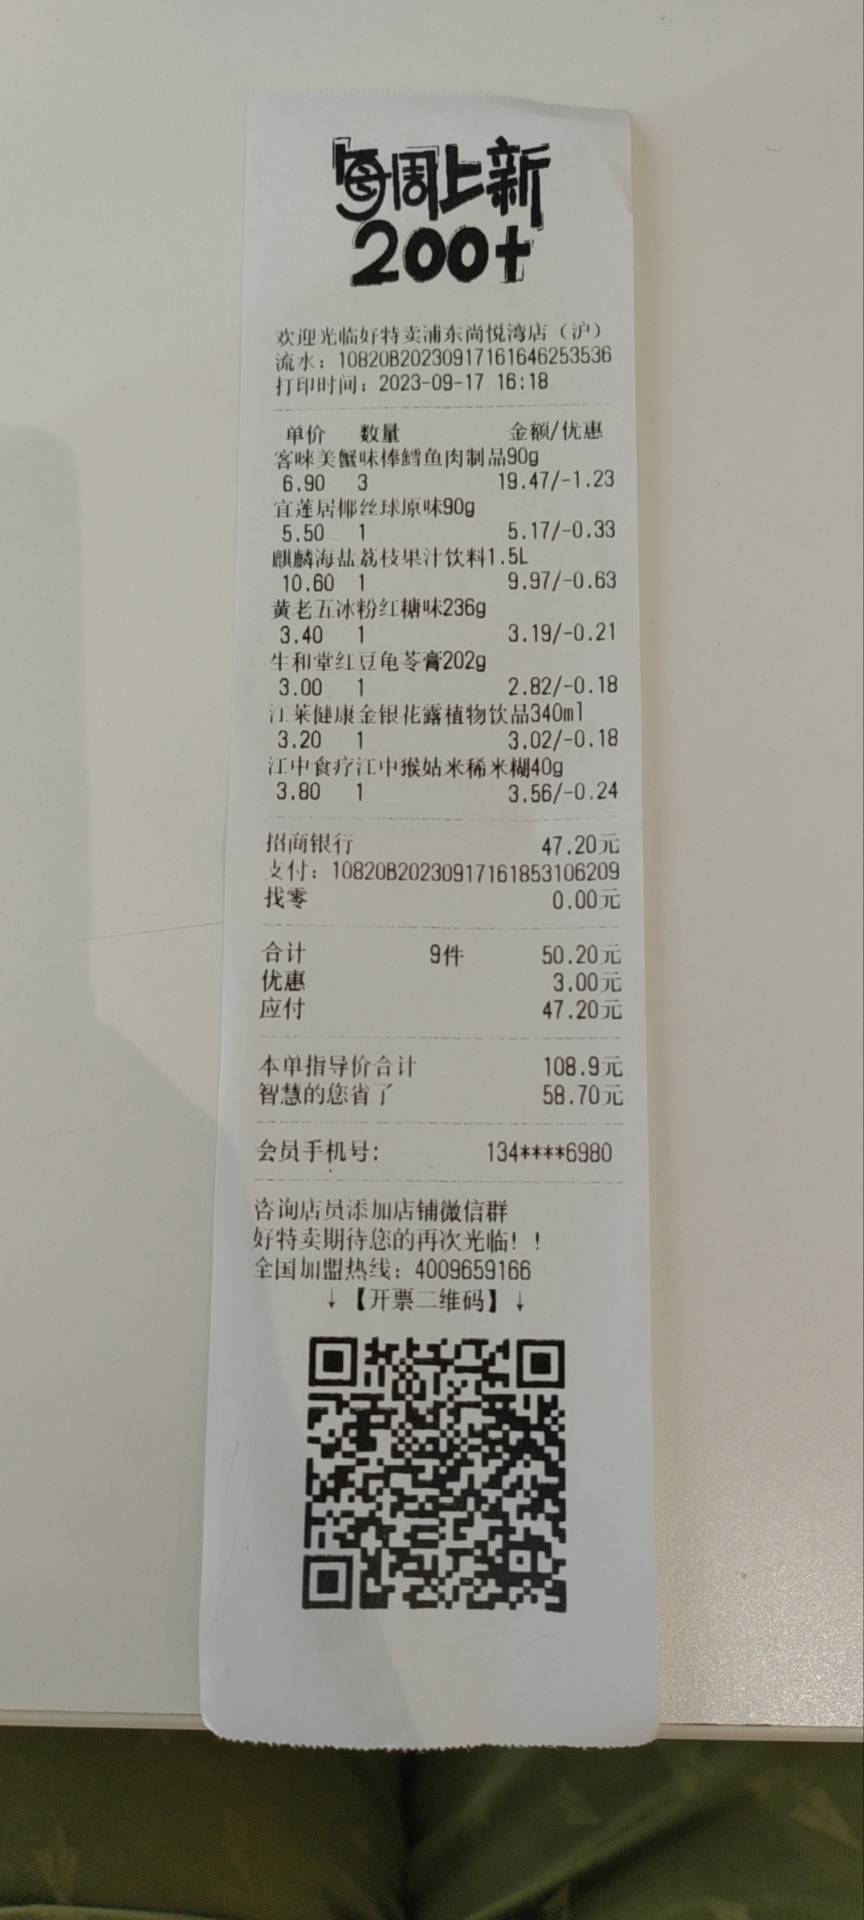 每周上新
200+
欢迎光临好特卖浦东尚悦湾店（沪）
流水：10820B20230917161646253536
打印时间：2023-09-17 16:18
单价 数量 金额/优惠
客唻美蟹味棒鳕鱼肉制品90g
6.90 3 19.47/-1.23
宜莲居椰丝球原味90g
5.50 1 5.17/-0.33
麒麟海盐荔枝果汁饮料1.5L
10.60 1 9.97/-0.63
黄老五冰粉红糖味236g
3.40 1 3.19/-0.21
生和堂红豆龟苓膏202g
3.00 1 2.82/-0.18
江莱健康金银花露植物饮品340ml
3.20 1 3.02/-0.18
江中食疗江中猴姑米稀米糊40g
3.80 1 3.56/-0.24
招商银行 47.20元
支付：10820B20230917161853106209
找零 0.00元
合计 9件 50.20元
优惠 3.00元
应付 47.20元
本单指导价合计 108.9元
智慧的您省了 58.70元
会员手机号: 134****6980
咨询店员添加店铺微信群
好特卖期待您的再次光临！！
全国加盟热线：4009659166
↓【开票二维码】↓